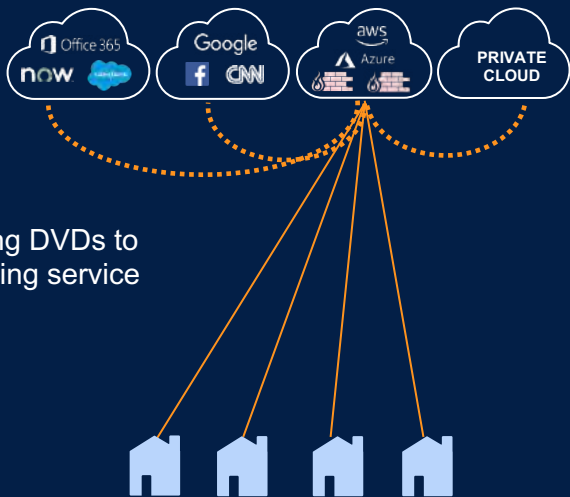 Office 365
now
salesforce
Google
f
CNN
aws
Azure
PRIVATE
CLOUD
ng DVDs to
ing service